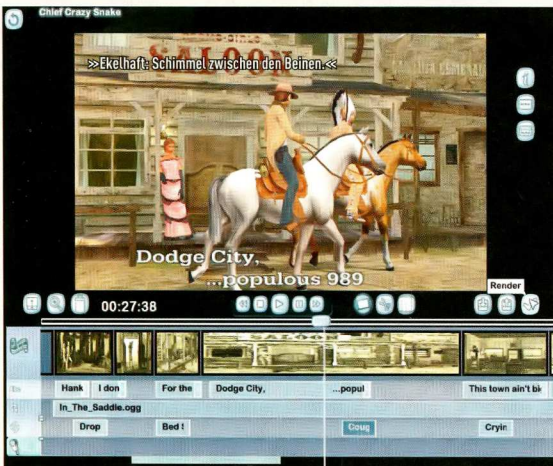 Chief Crazy Snake
SALOON
»Ekelhaft: Schimmel zwischen den Beinen.«
Dodge City,
...populous 989
Render
00:27:38
SALOON
Hank
I don
For the
Dodge City,
...popul
This town ain't bi
In_The_Saddle.ogg
Drop
Bed !
Coug
Cryin